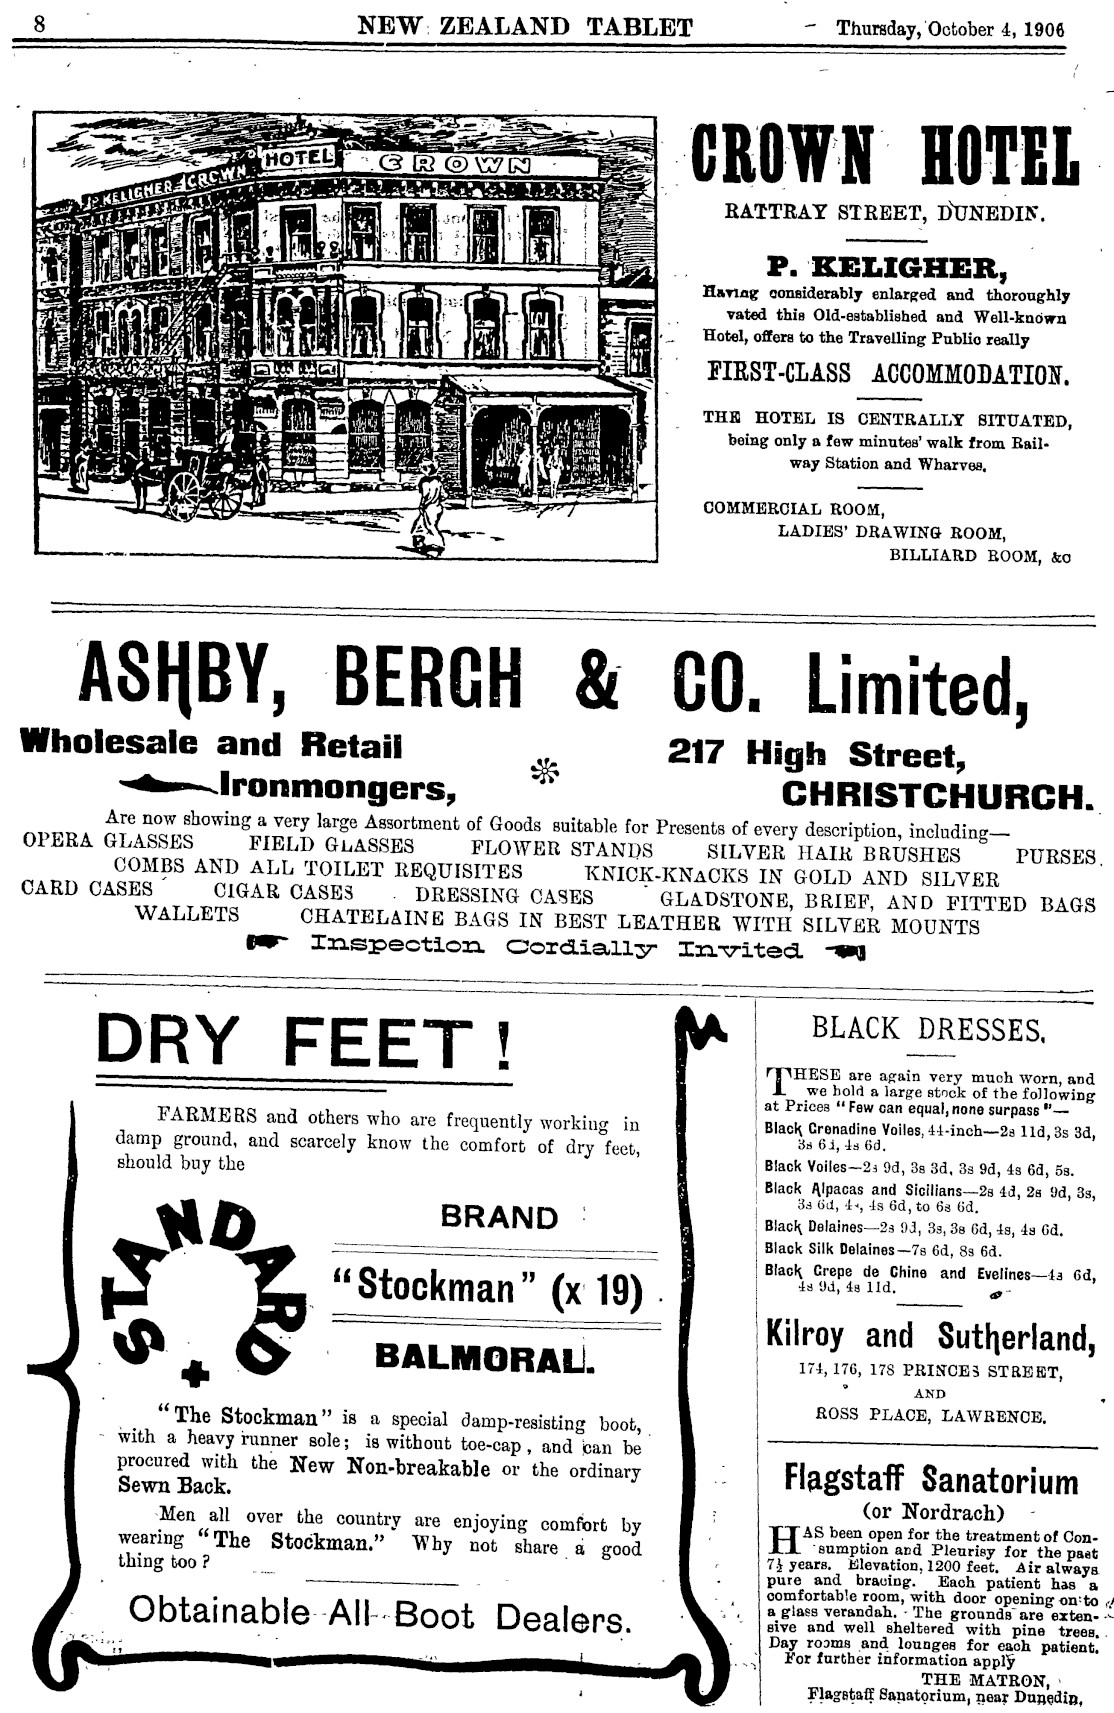 8 NEW ZEALAND TABLET Thursday, October 4, 1906
P. KELIGHER CROWN HOTEL CROWN
CROWN HOTEL
RATTRAY STREET, DUNEDIN.
P. KELIGHER,
Having considerably enlarged and thoroughly
vated this Old-established and Well-known
Hotel, offers to the Travelling Public really
FIRST-CLASS ACCOMMODATION.
THE HOTEL IS CENTRALLY SITUATED,
being only a few minutes' walk from Rail-
way Station and Wharves.
COMMERCIAL ROOM,
LADIES' DRAWING ROOM,
BILLIARD ROOM, &c
ASHBY, BERGH & CO. Limited,
Wholesale and Retail
Ironmongers,
217 High Street,
CHRISTCHURCH.
Are now showing a very large Assortment of Goods suitable for Presents of every description, including—
OPERA GLASSES FIELD GLASSES FLOWER STANDS SILVER HAIR BRUSHES PURSES.
COMBS AND ALL TOILET REQUISITES KNICK-KNACKS IN GOLD AND SILVER
CARD CASES CIGAR CASES DRESSING CASES GLADSTONE, BRIEF, AND FITTED BAGS
WALLETS CHATELAINE BAGS IN BEST LEATHER WITH SILVER MOUNTS
Inspection Cordially Invited
DRY FEET!
FARMERS and others who are frequently working in
damp ground, and scarcely know the comfort of dry feet,
should buy the
STANDARD
BRAND
"Stockman" (x 19)
BALMORAL.
"The Stockman" is a special damp-resisting boot,
with a heavy runner sole; is without toe-cap, and can be
procured with the New Non-breakable or the ordinary
Sewn Back.
Men all over the country are enjoying comfort by
wearing "The Stockman." Why not share a good
thing too?
Obtainable All Boot Dealers.
BLACK DRESSES.
THESE are again very much worn, and
we hold a large stock of the following
at Prices "Few can equal, none surpass"—
Black Grenadine Voiles, 44-inch—2s 11d, 3s 3d,
3s 6d, 4s 6d.
Black Voiles—2s 9d, 3s 3d, 3s 9d, 4s 6d, 5s.
Black Alpacas and Sicilians—2s 4d, 2s 9d, 3s,
3s 6d, 4s, 4s 6d, to 6s 6d.
Black Delaines—2s 9d, 3s, 3s 6d, 4s, 4s 6d.
Black Silk Delaines—7s 6d, 8s 6d.
Black Crepe de Chine and Evelines—4s 6d,
4s 9d, 4s 11d.
Kilroy and Sutherland,
174, 176, 178 PRINCES STREET,
AND
ROSS PLACE, LAWRENCE.
Flagstaff Sanatorium
(or Nordrach)
HAS been open for the treatment of Con-
sumption and Pleurisy for the past
7½ years. Elevation, 1200 feet. Air always
pure and bracing. Each patient has a
comfortable room, with door opening on to
a glass verandah. The grounds are exten-
sive and well sheltered with pine trees.
Day rooms and lounges for each patient.
For further information apply
THE MATRON,
Flagstaff Sanatorium, near Dunedin.